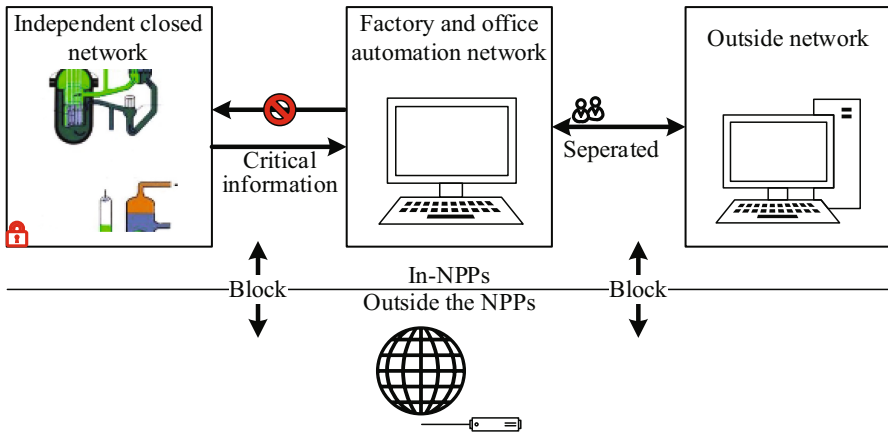 Independent closed
network
Factory and office
automation network
Outside network
Critical
information
Seperated
In-NPPs
Block
Block
Outside the NPPs